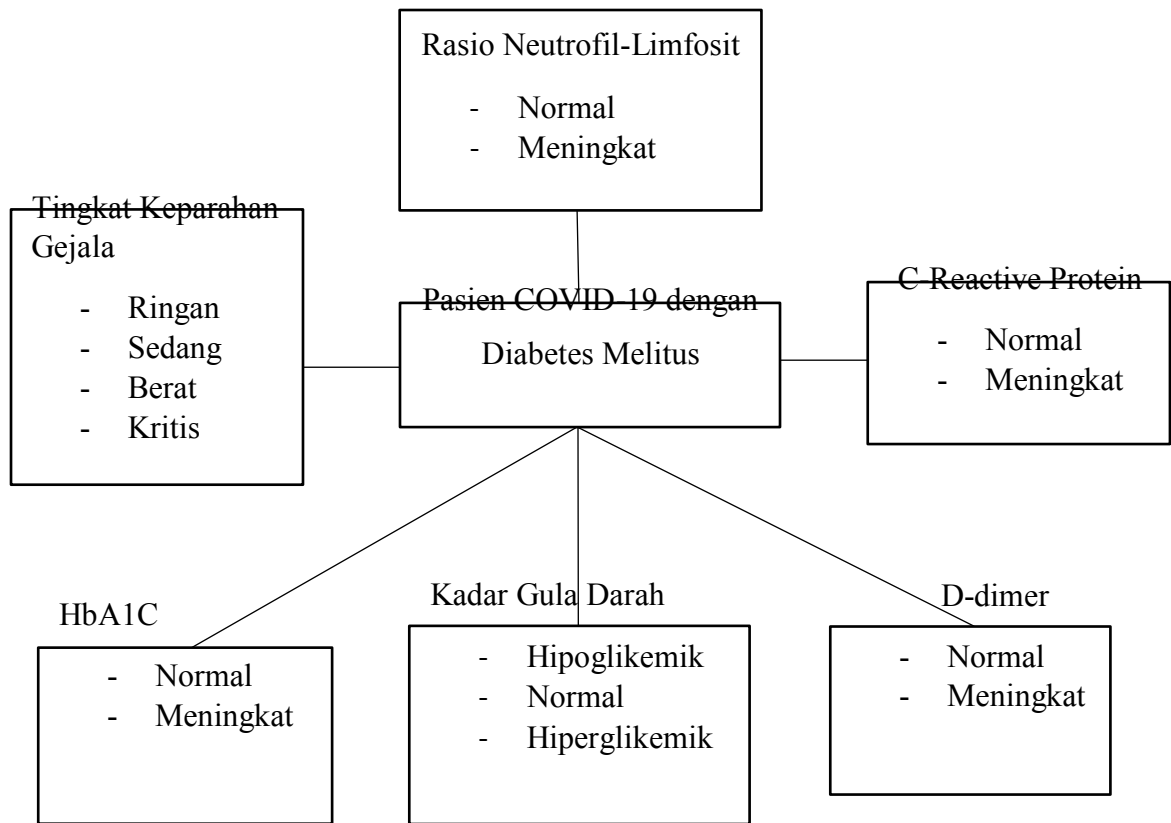 Rasio Neutrofil-Limfosit
- Normal
- Meningkat
Tingkat Keparahan
Gejala
- Ringan
- Sedang
- Berat
- Kritis
Pasien COVID-19 dengan
Diabetes Melitus
C-Reactive Protein
- Normal
- Meningkat
HbA1C
- Normal
- Meningkat
Kadar Gula Darah
- Hipoglikemik
- Normal
- Hiperglikemik
D-dimer
- Normal
- Meningkat